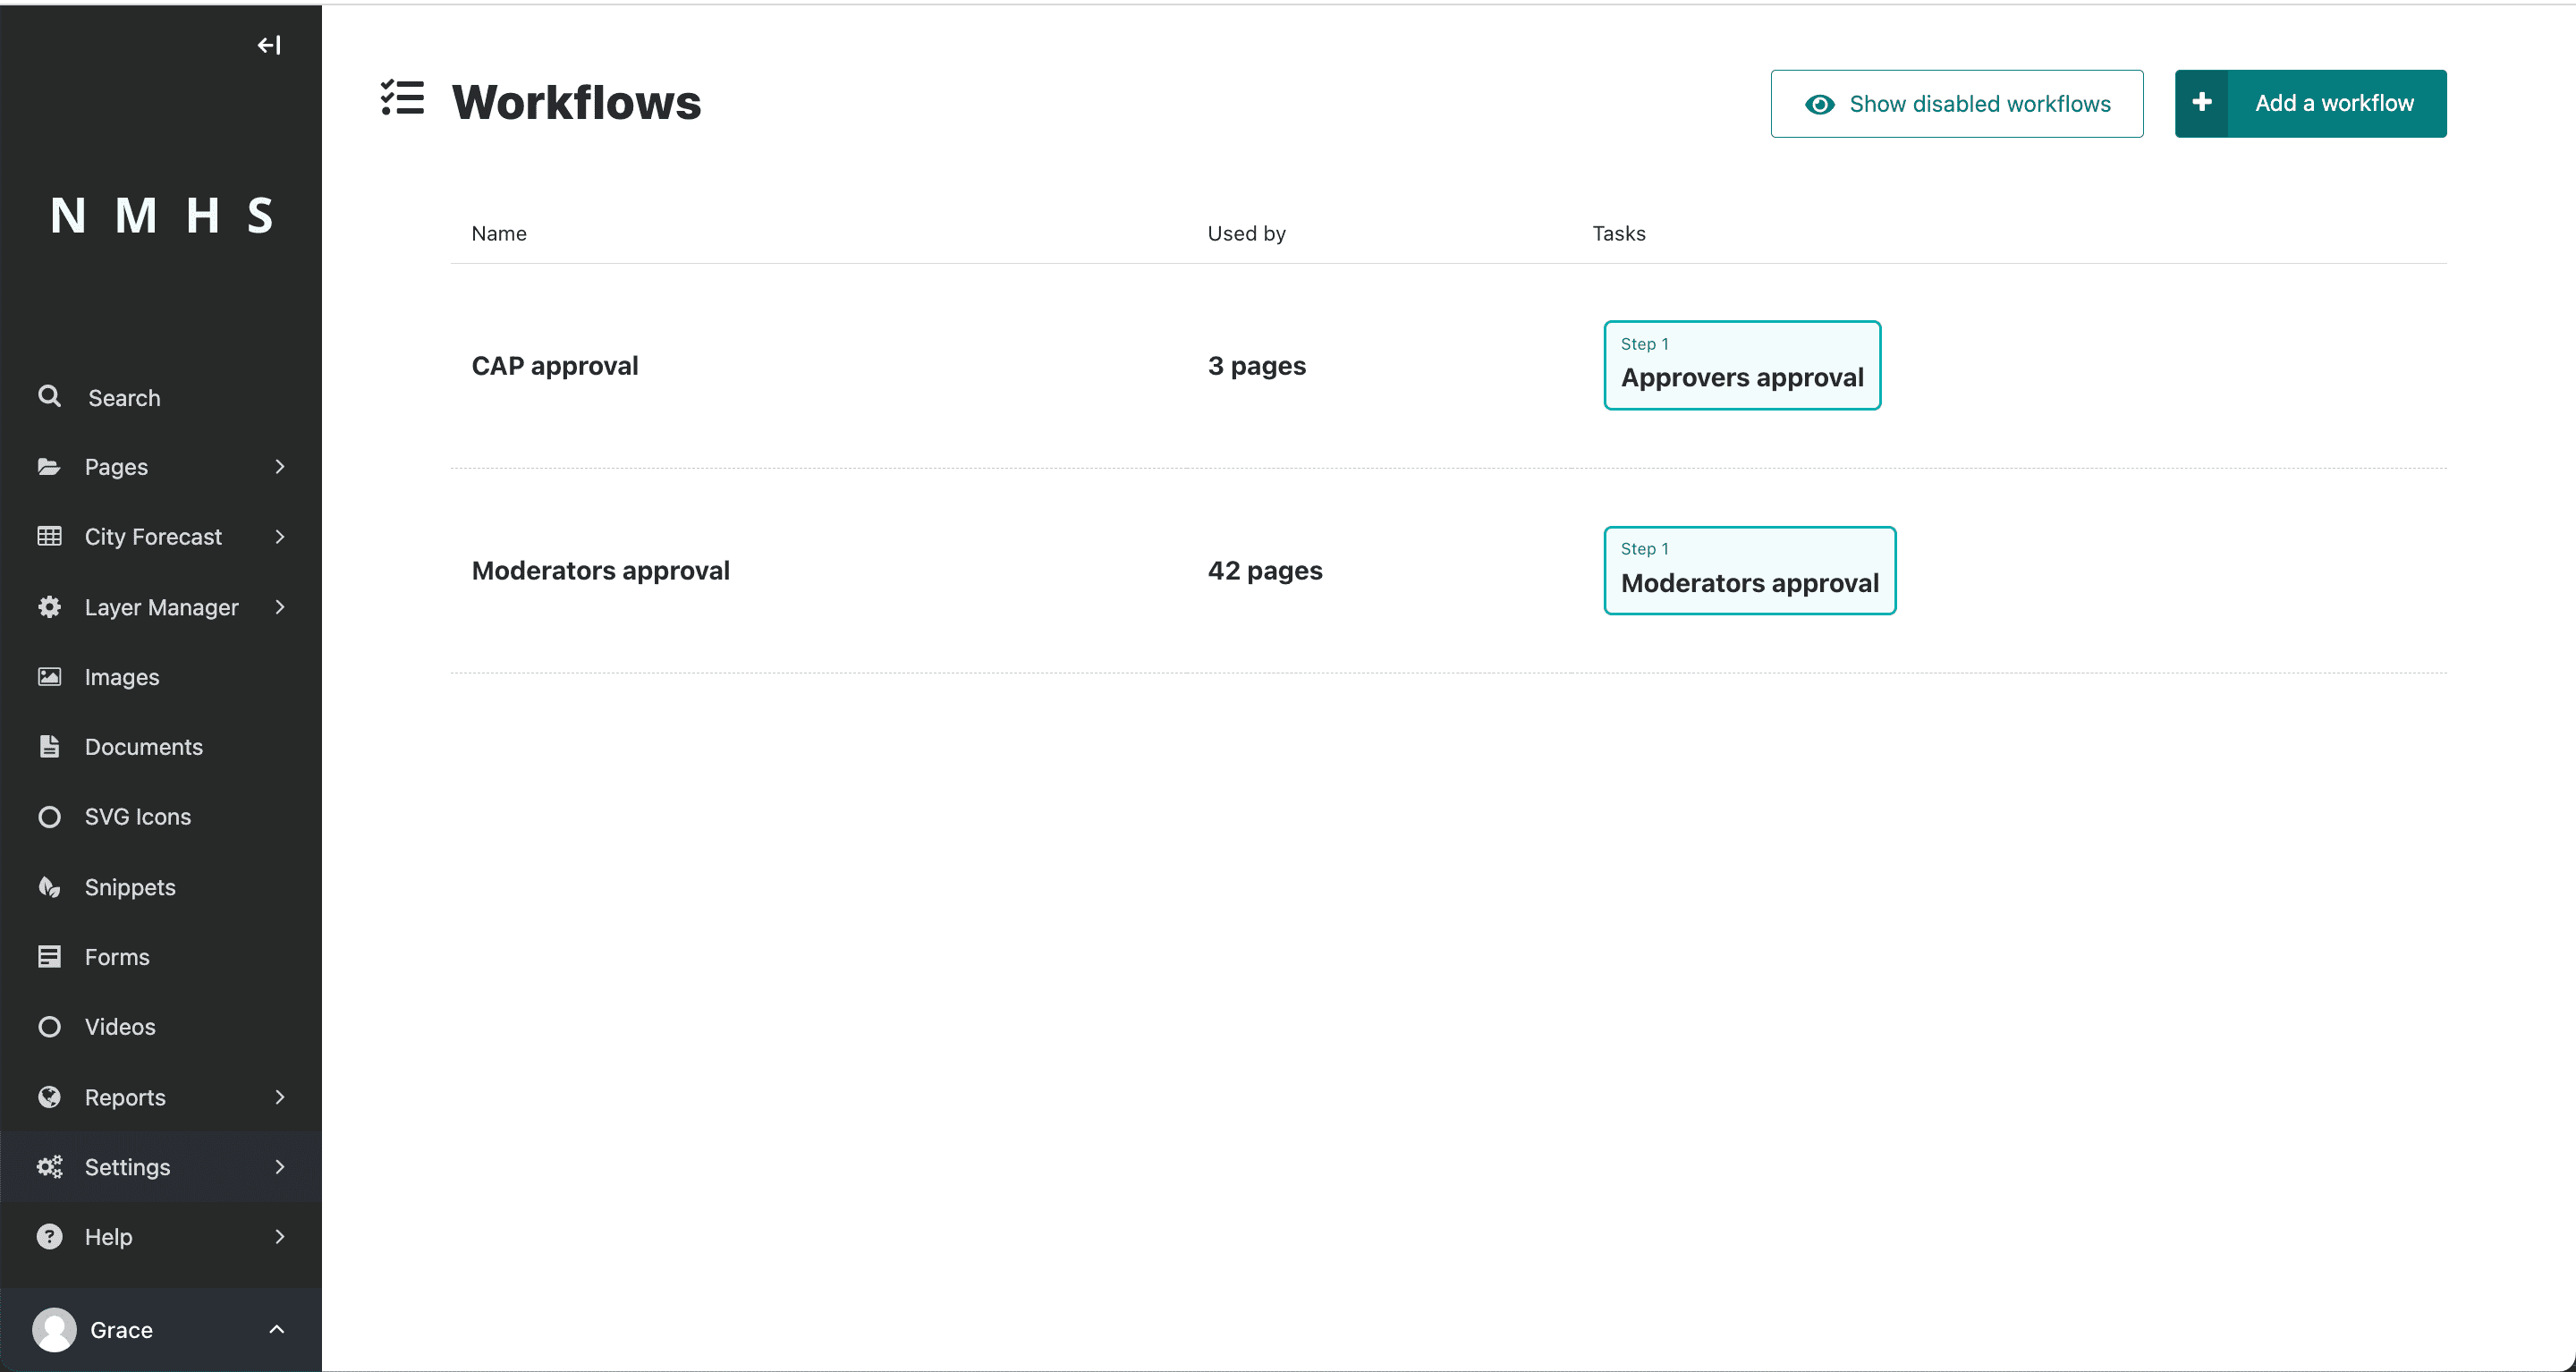 N M H S
Search
Pages
City Forecast
Layer Manager
Images
Documents
SVG Icons
Snippets
Forms
Videos
Reports
Settings
Help
Grace
Workflows
Show disabled workflows
Add a workflow
Name Used by Tasks
CAP approval
3 pages
Step 1
Approvers approval
Moderators approval
42 pages
Step 1
Moderators approval